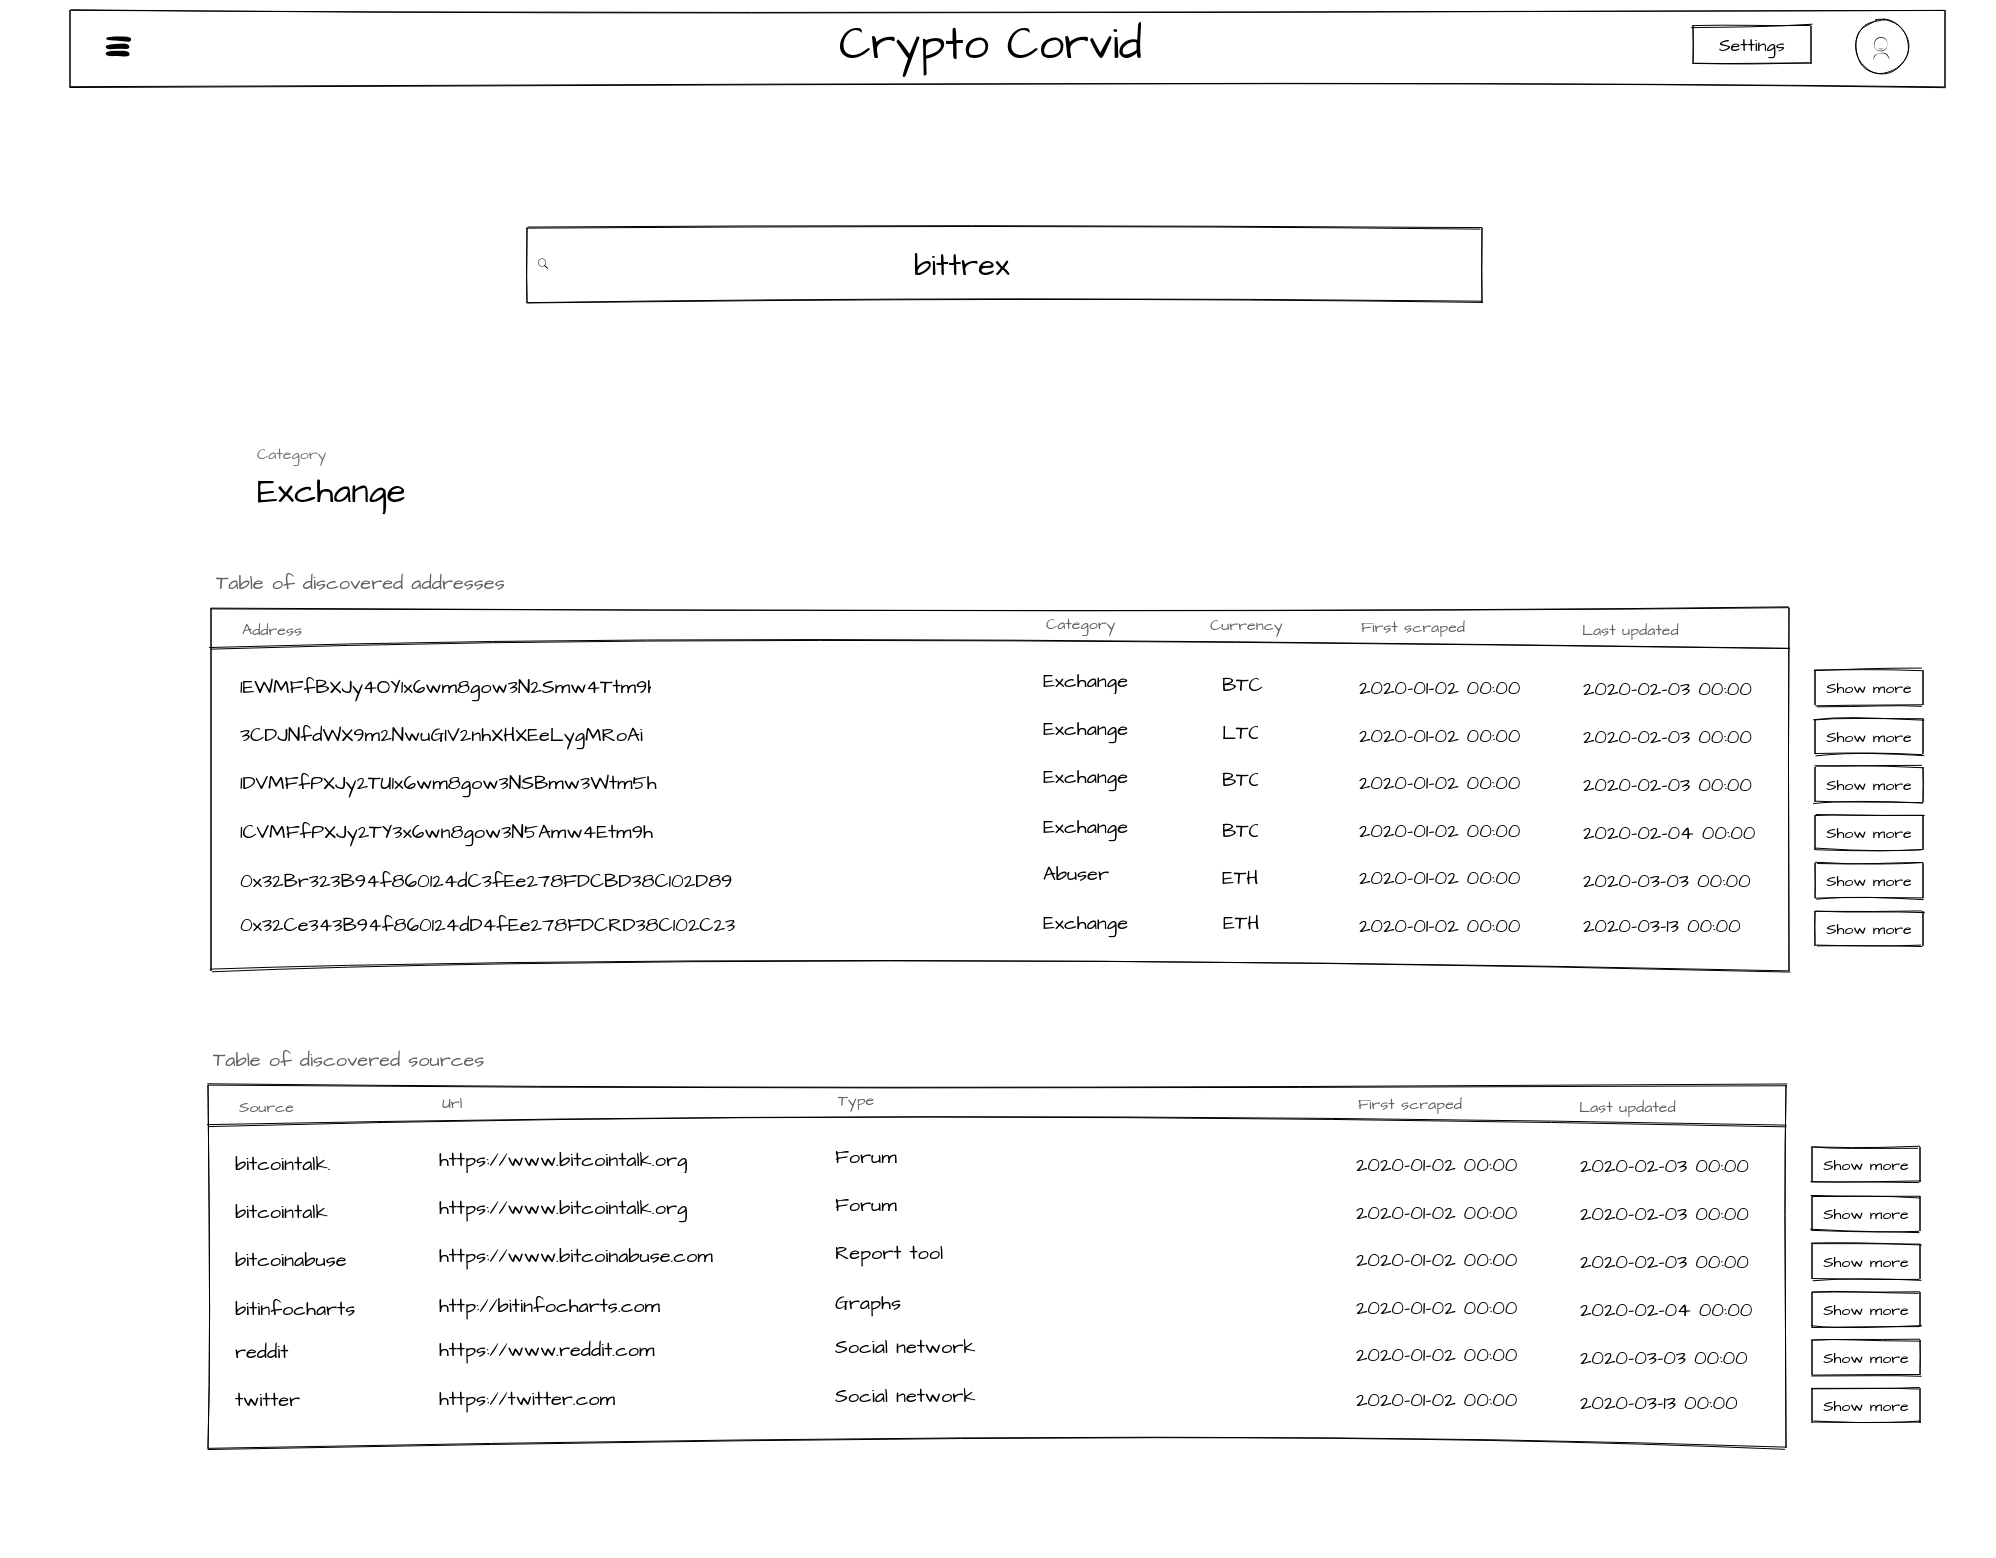 Crypto Corvid
Settings
bittrex
Category
Exchange
Table of discovered addresses
Address Category Currency First scraped Last updated
1EWMFfBXJy4OY1x6wm8gow3N2Smw4Ttm9h Exchange BTC 2020-01-02 00:00 2020-02-03 00:00 Show more
3CDJNfdWX9m2NwuG1V2nhXHXEeLygMRoAi Exchange LTC 2020-01-02 00:00 2020-02-03 00:00 Show more
1DVMFfPXJy2TU1x6wm8gow3NSBmw3Wtm5h Exchange BTC 2020-01-02 00:00 2020-02-03 00:00 Show more
1CVMFfPXJy2TY3x6wn8gow3N5Amw4Etm9h Exchange BTC 2020-01-02 00:00 2020-02-04 00:00 Show more
0x32Br323B94f860124dC3fEe278FDCBD38C102D89 Abuser ETH 2020-01-02 00:00 2020-03-03 00:00 Show more
0x32Ce343B94f860124dD4fEe278FDCRD38C102C23 Exchange ETH 2020-01-02 00:00 2020-03-13 00:00 Show more
Table of discovered sources
Source Url Type First scraped Last updated
bitcointalk. https://www.bitcointalk.org Forum 2020-01-02 00:00 2020-02-03 00:00 Show more
bitcointalk https://www.bitcointalk.org Forum 2020-01-02 00:00 2020-02-03 00:00 Show more
bitcoinabuse https://www.bitcoinabuse.com Report tool 2020-01-02 00:00 2020-02-03 00:00 Show more
bitinfocharts http://bitinfocharts.com Graphs 2020-01-02 00:00 2020-02-04 00:00 Show more
reddit https://www.reddit.com Social network 2020-01-02 00:00 2020-03-03 00:00 Show more
twitter https://twitter.com Social network 2020-01-02 00:00 2020-03-13 00:00 Show more